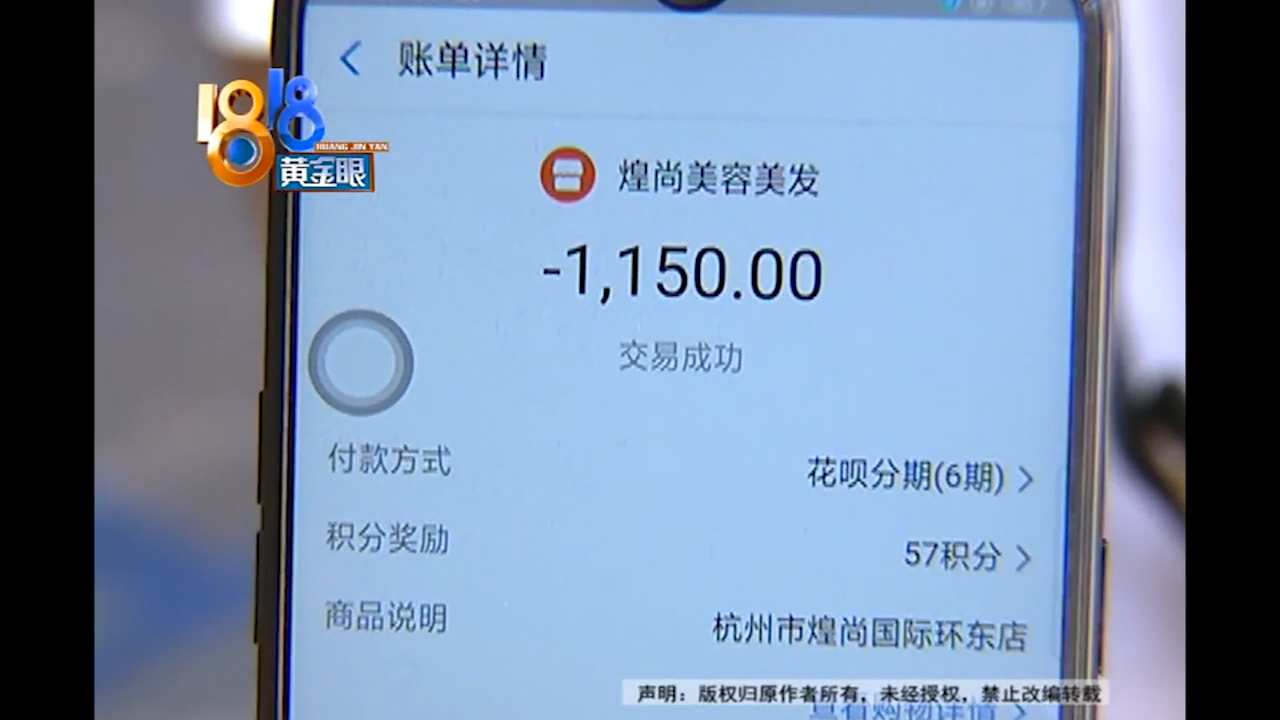 账单详情
1818
HUANG JIN YAN
黄金眼
煌尚美容美发
-1,150.00
交易成功
付款方式
花呗分期(6期)
积分奖励
57积分
商品说明
杭州市煌尚国际环东店
声明：版权归原作者所有，未经授权，禁止改编转载